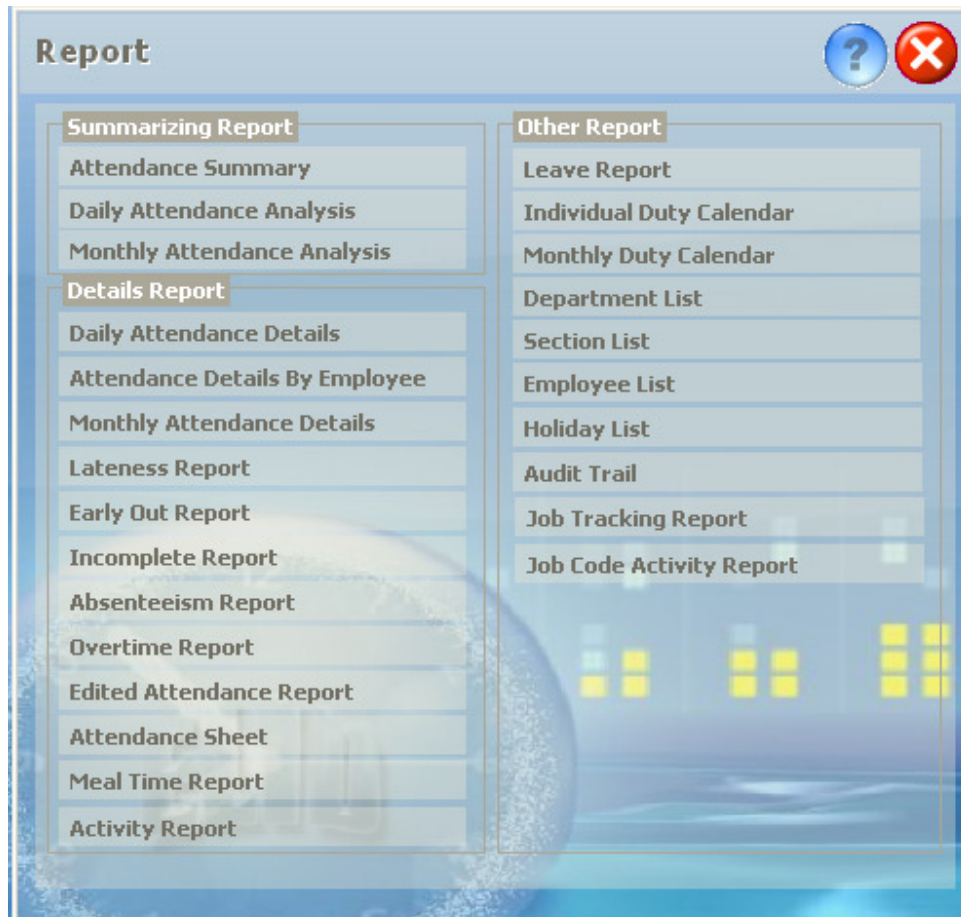 Report
?
Summarizing Report
Attendance Summary
Daily Attendance Analysis
Monthly Attendance Analysis
Details Report
Daily Attendance Details
Attendance Details By Employee
Monthly Attendance Details
Lateness Report
Early Out Report
Incomplete Report
Absenteeism Report
Overtime Report
Edited Attendance Report
Attendance Sheet
Meal Time Report
Activity Report
Other Report
Leave Report
Individual Duty Calendar
Monthly Duty Calendar
Department List
Section List
Employee List
Holiday List
Audit Trail
Job Tracking Report
Job Code Activity Report